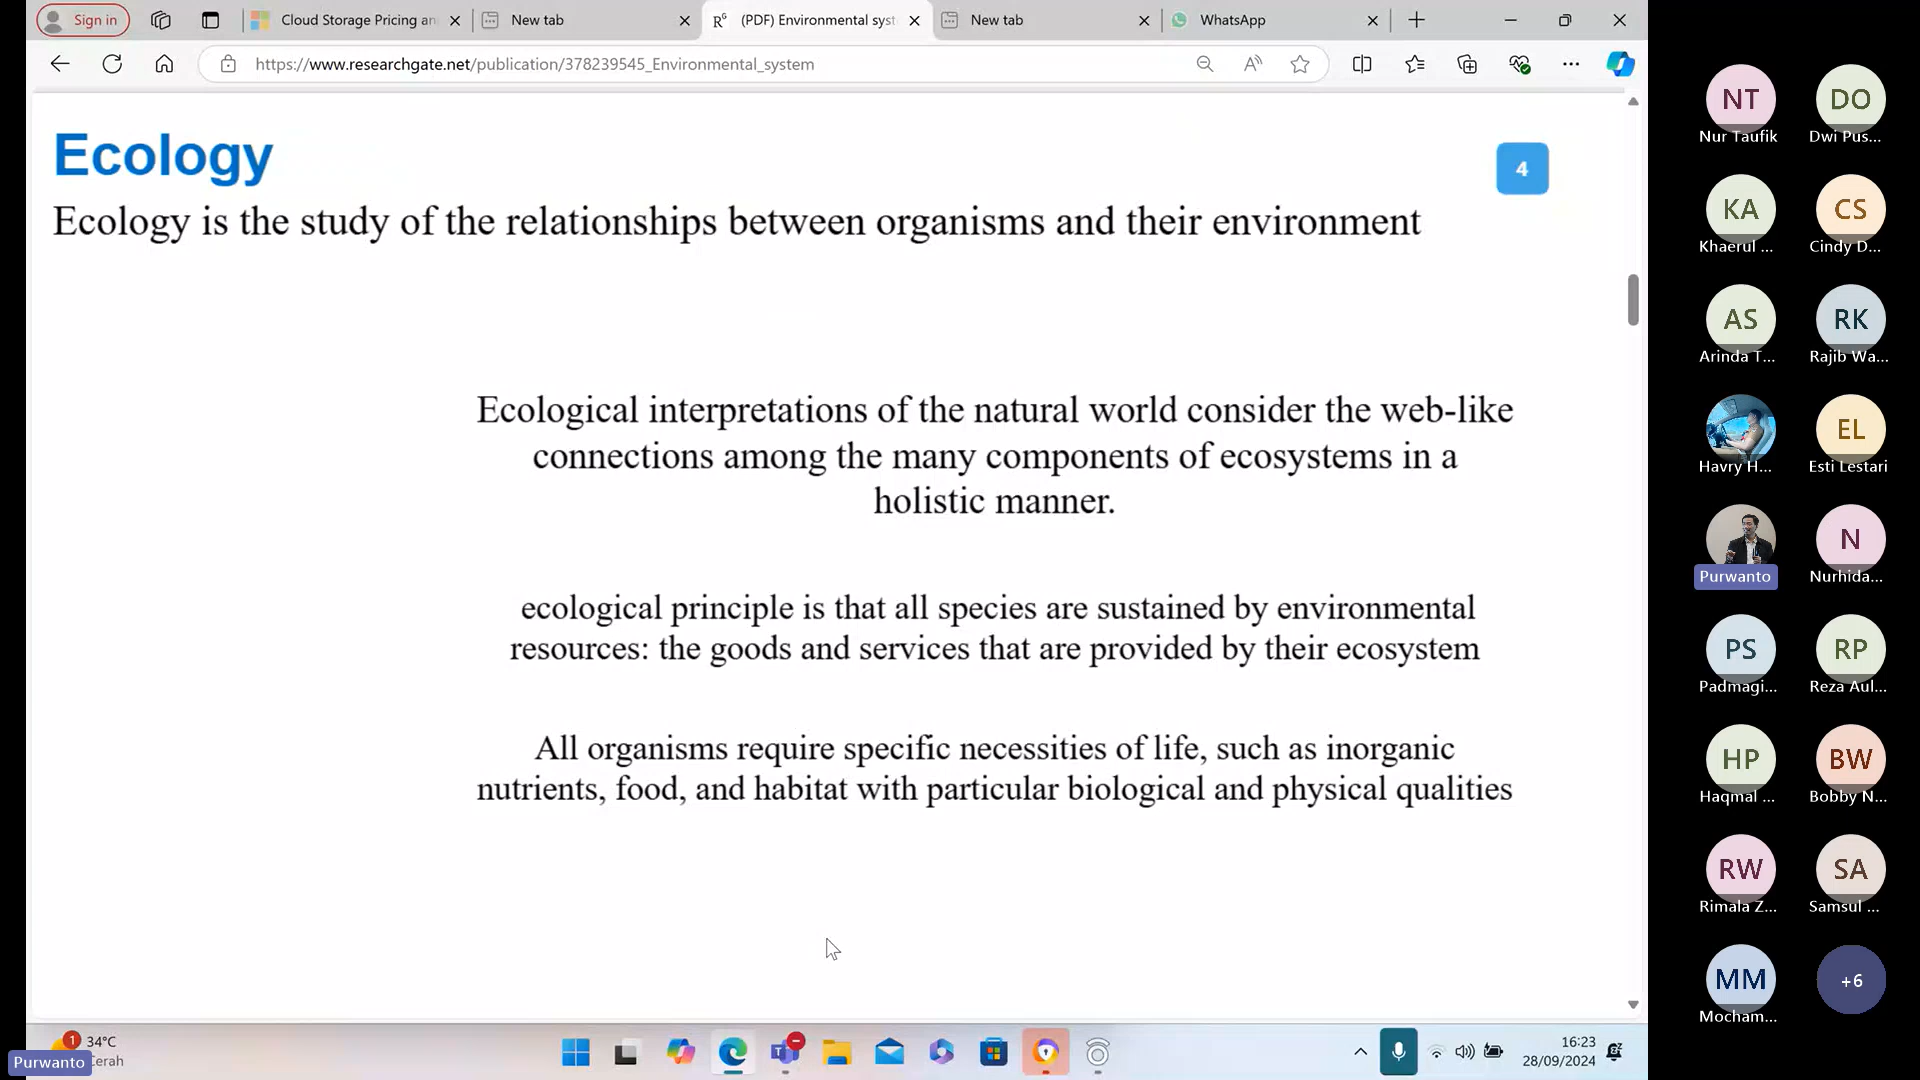 Sign in
Cloud Storage Pricing an
New tab
R⁶ (PDF) Environmental syst
New tab
WhatsApp
https://www.researchgate.net/publication/378239545_Environmental_system
Ecology
4
Ecology is the study of the relationships between organisms and their environment
Ecological interpretations of the natural world consider the web-like
connections among the many components of ecosystems in a
holistic manner.
ecological principle is that all species are sustained by environmental
resources: the goods and services that are provided by their ecosystem
All organisms require specific necessities of life, such as inorganic
nutrients, food, and habitat with particular biological and physical qualities
NT DO
Nur Taufik Dwi Pus...
KA CS
Khaerul ... Cindy D...
AS RK
Arinda T... Rajib Wa...
EL
Havry H... Esti Lestari
N
Purwanto Nurhida...
PS RP
Padmagi... Reza Aul...
HP BW
Haqmal ... Bobby N...
RW SA
Rimala Z... Samsul ...
MM +6
Mocham...
1 34°C
Cerah
Purwanto
16:23
28/09/2024